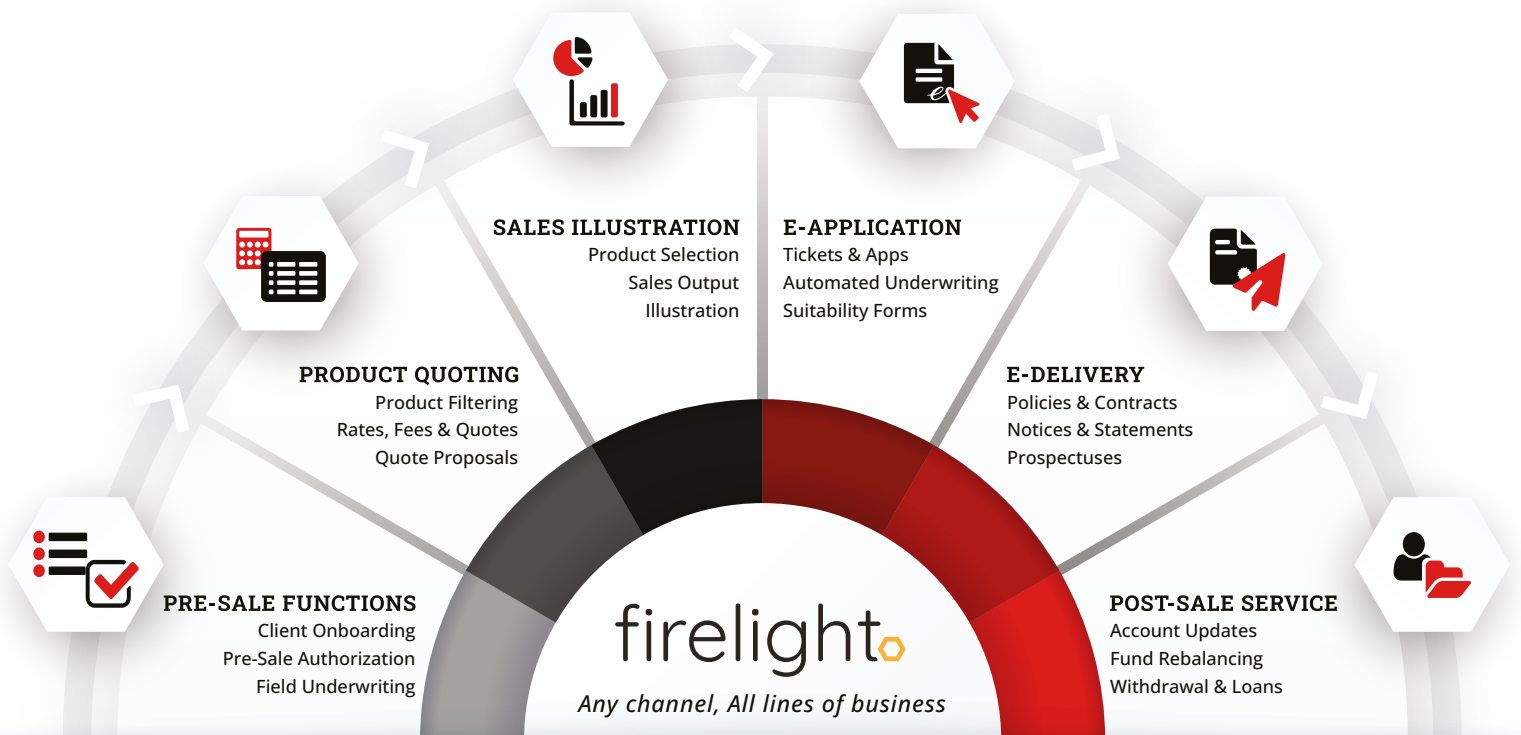 PRE-SALE FUNCTIONS
Client Onboarding
Pre-Sale Authorization
Field Underwriting
PRODUCT QUOTING
Product Filtering
Rates, Fees & Quotes
Quote Proposals
SALES ILLUSTRATION
Product Selection
Sales Output
Illustration
E-APPLICATION
Tickets & Apps
Automated Underwriting
Suitability Forms
E-DELIVERY
Policies & Contracts
Notices & Statements
Prospectuses
POST-SALE SERVICE
Account Updates
Fund Rebalancing
Withdrawal & Loans
firelight
Any channel, All lines of business